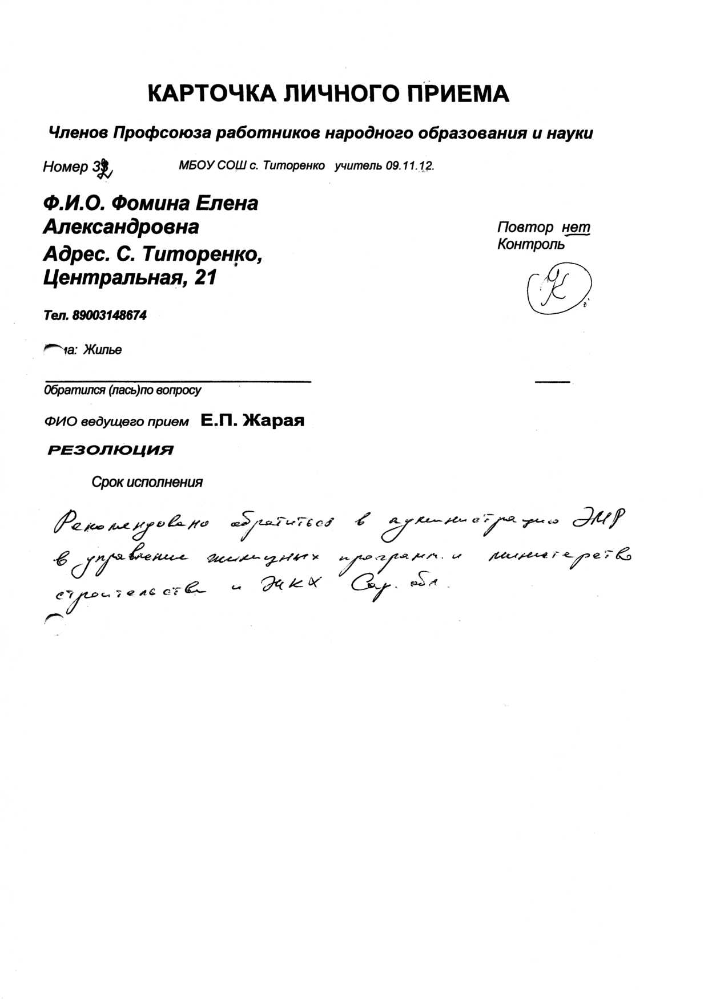 КАРТОЧКА ЛИЧНОГО ПРИЕМА
Членов Профсоюза работников народного образования и науки
Номер 3 МБОУ СОШ с. Титоренко учитель 09.11.12.
Ф.И.О. Фомина Елена
Александровна
Повтор нет
Адрес. С. Титоренко,
Контроль
Центральная, 21
К
Тел. 89003148674
ма: Жилье
Обратился (лась)по вопросу
ФИО ведущего прием Е.П. Жарая
РЕЗОЛЮЦИЯ
Срок исполнения
Рекомендовано обратиться в администрацию ЭМР
в управление жилищных программ. и министерство
строительства и ЖКХ Сар. обл.